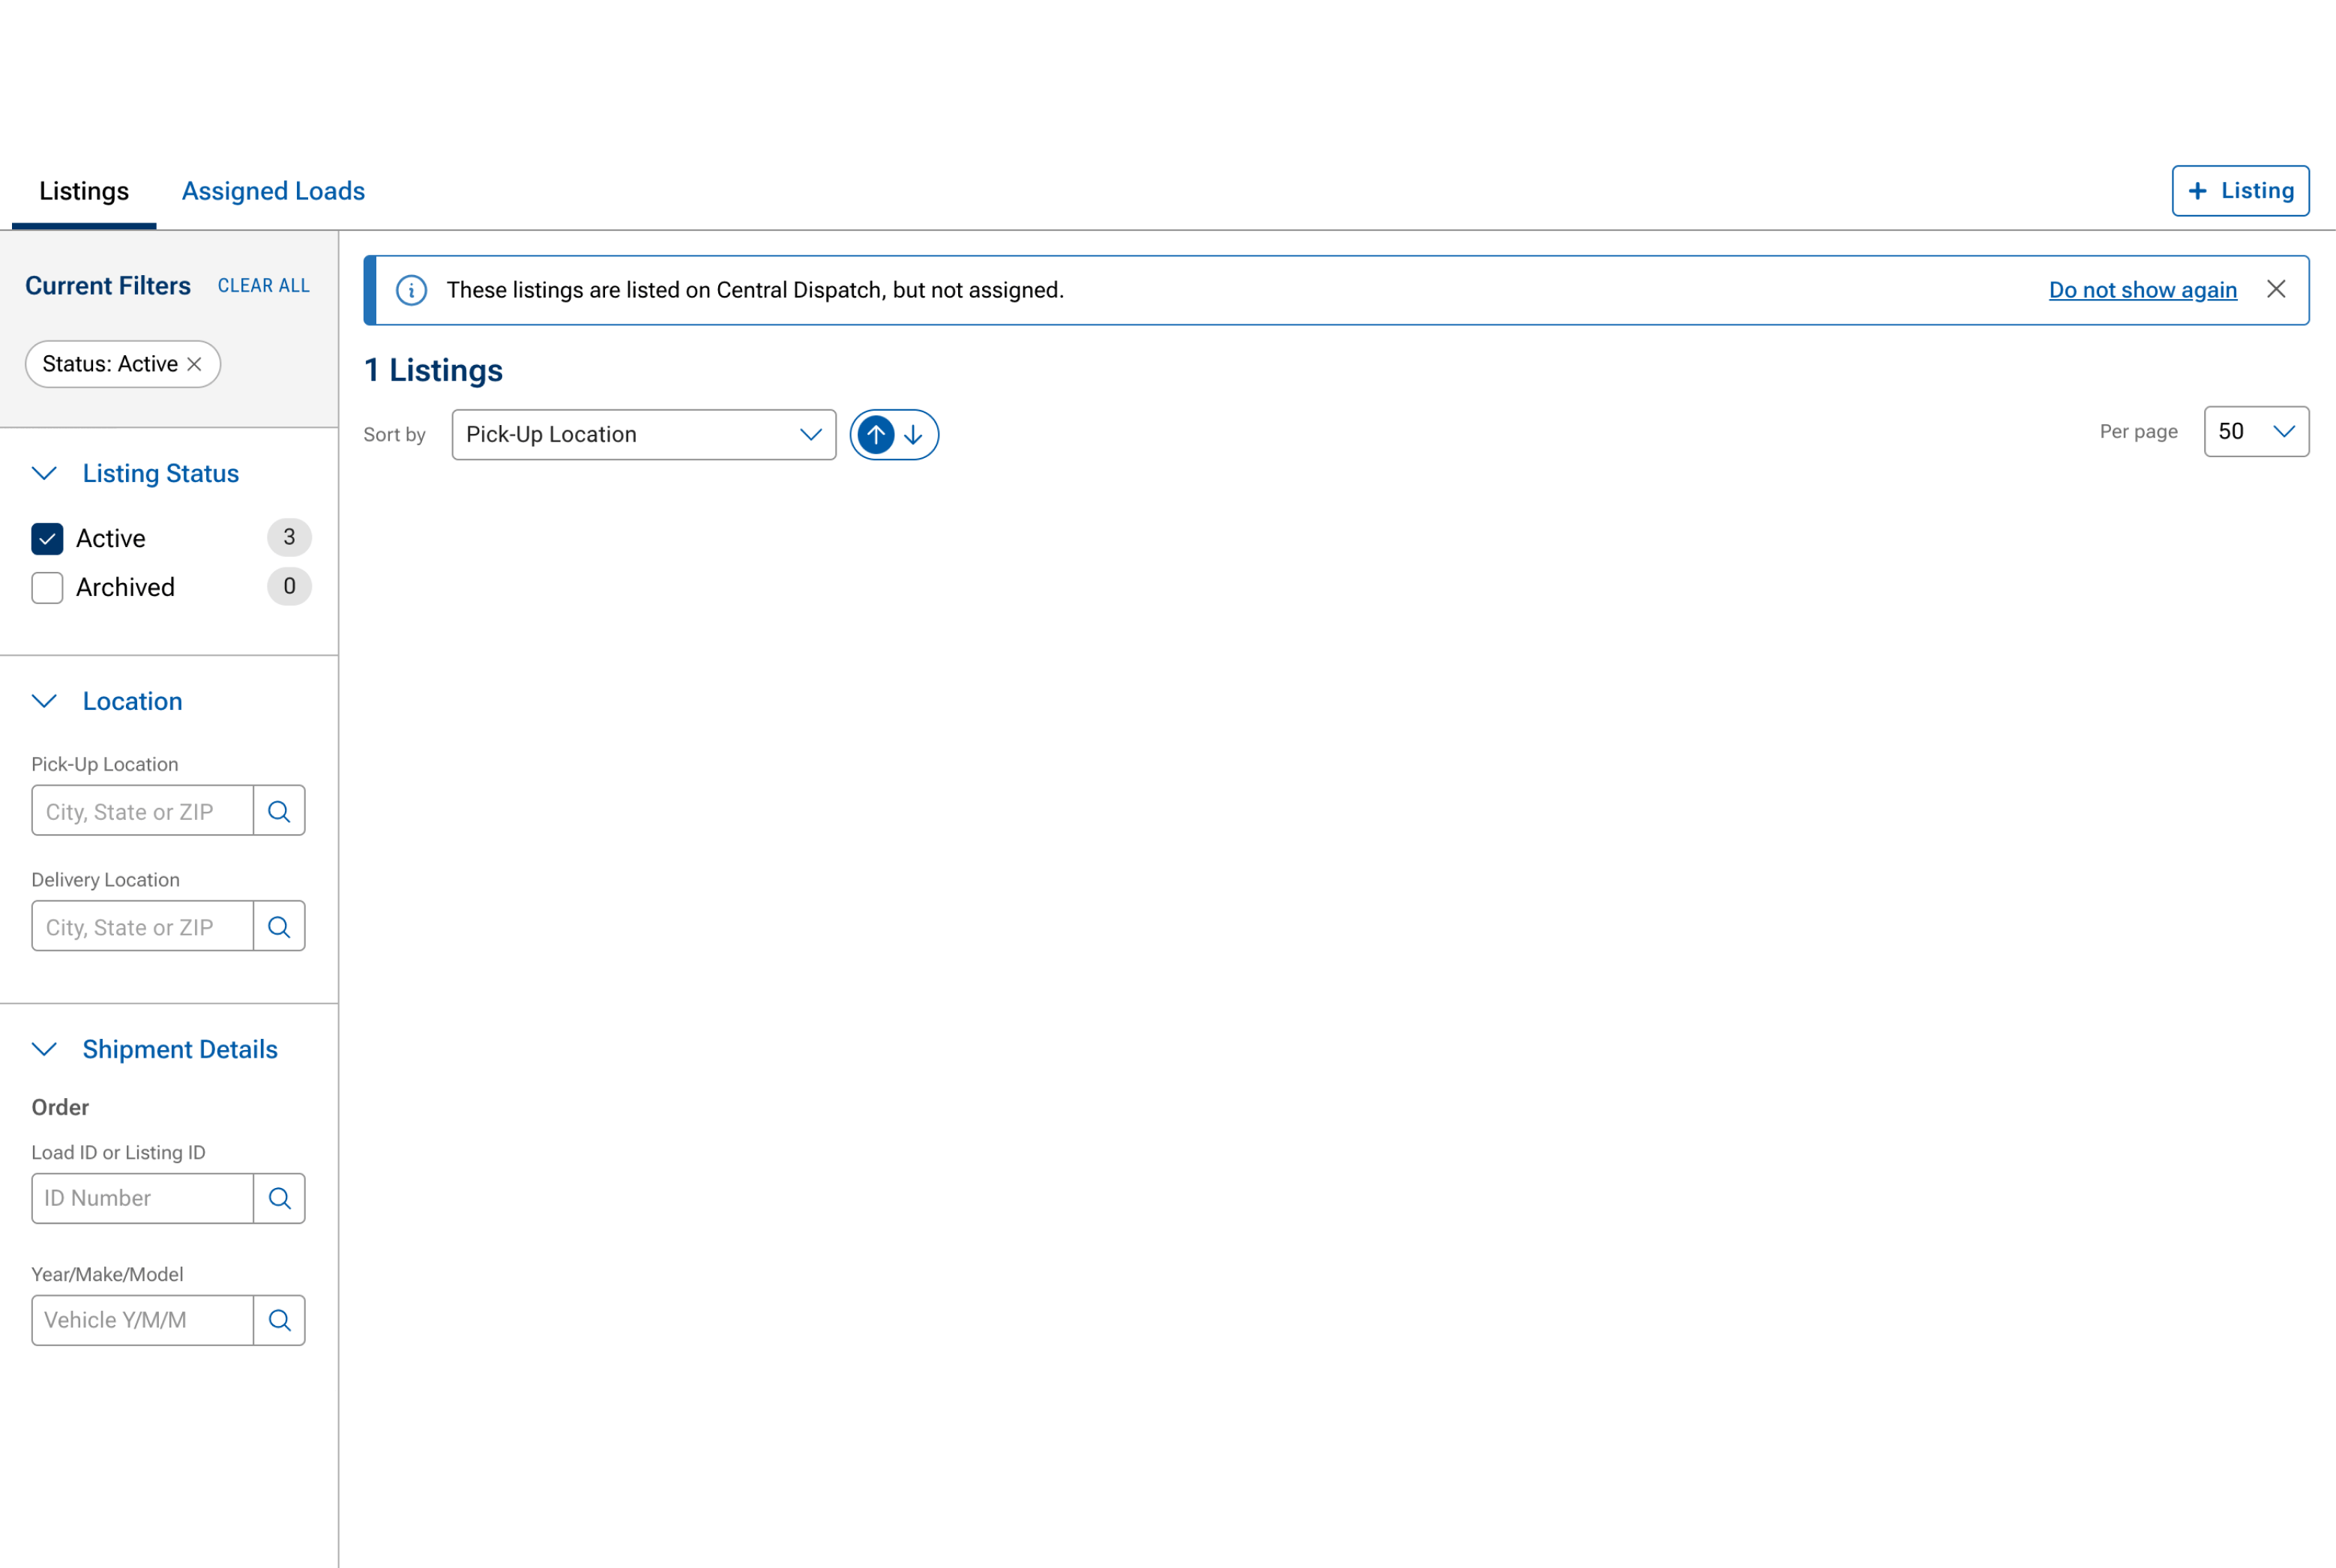 Listings
Assigned Loads
+ Listing
Current Filters
CLEAR ALL
Status: Active
Listing Status
Active
3
Archived
0
Location
Pick-Up Location
City, State or ZIP
Delivery Location
City, State or ZIP
Shipment Details
Order
Load ID or Listing ID
ID Number
Year/Make/Model
Vehicle Y/M/M
These listings are listed on Central Dispatch, but not assigned.
Do not show again
1 Listings
Sort by
Pick-Up Location
Per page
50